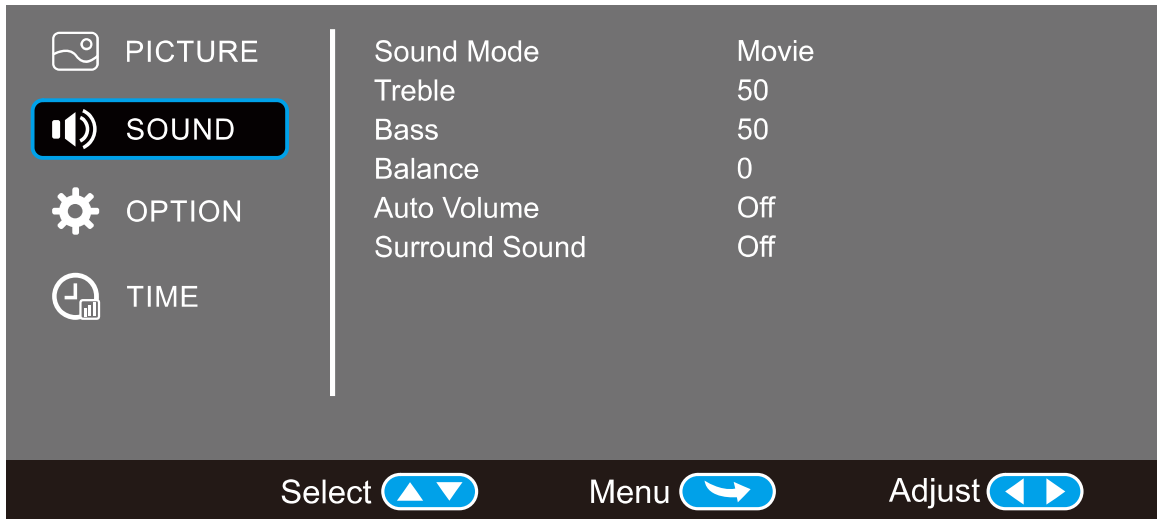 PICTURE
SOUND
OPTION
TIME
Sound Mode Movie
Treble 50
Bass 50
Balance 0
Auto Volume Off
Surround Sound Off
Select Menu Adjust